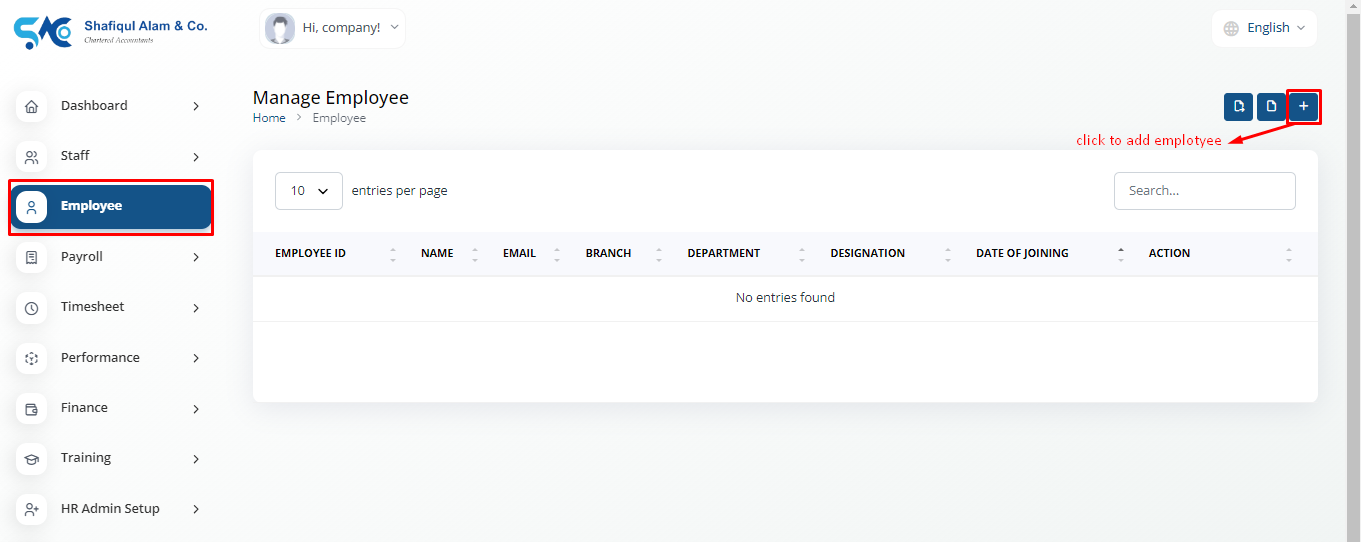 Shafiqul Alam & Co.
Chartered Accountants
Hi, company!
English
Dashboard
Staff
Employee
Payroll
Timesheet
Performance
Finance
Training
HR Admin Setup
Manage Employee
Home > Employee
click to add emplotyee
10 entries per page
Search...
EMPLOYEE ID NAME EMAIL BRANCH DEPARTMENT DESIGNATION DATE OF JOINING ACTION
No entries found